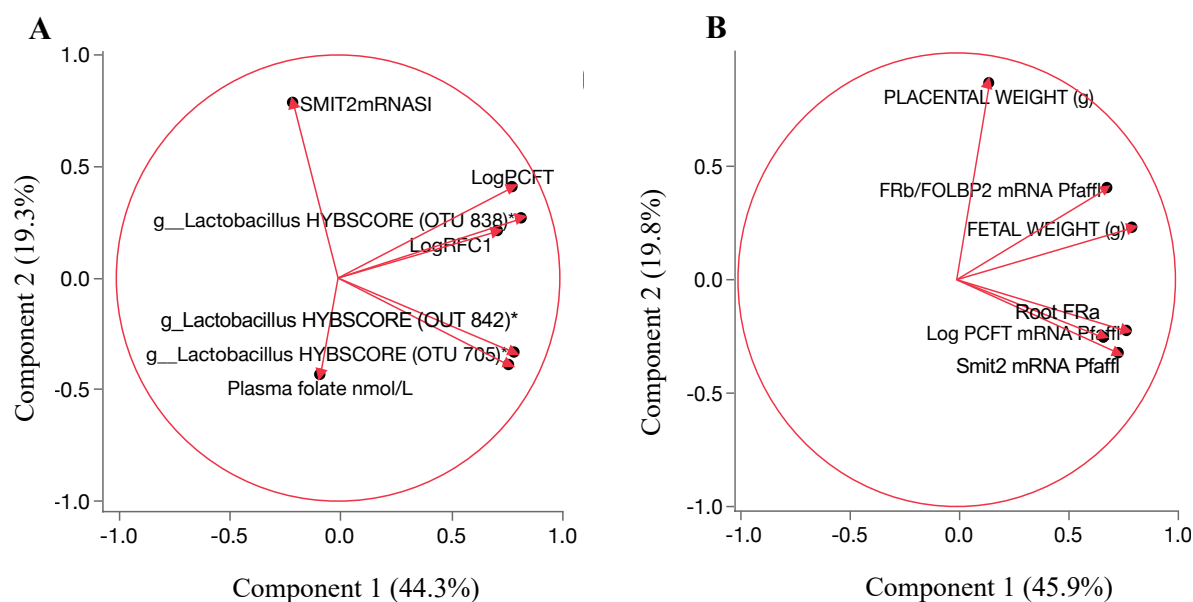 A
1.0
0.5
0.0
-0.5
-1.0
Component 2 (19.3%)
SMIT2mRNASI
LogPCFT
g__Lactobacillus HYBSCORE (OTU 838)*
LogRFC1
g_Lactobacillus HYBSCORE (OUT 842)*
g__Lactobacillus HYBSCORE (OTU 705)*
Plasma folate nmol/L
-1.0 -0.5 0.0 0.5 1.0
Component 1 (44.3%)
B
0.5
0.0
-0.5
-1.0
Component 2 (19.8%)
PLACENTAL WEIGHT (g)
FRb/FOLBP2 mRNA Pfaffl
FETAL WEIGHT (g)
Root FRa
Log PCFT mRNA Pfaffl
Smit2 mRNA Pfaffl
-1.0 -0.5 0.0 0.5 1.0
Component 1 (45.9%)